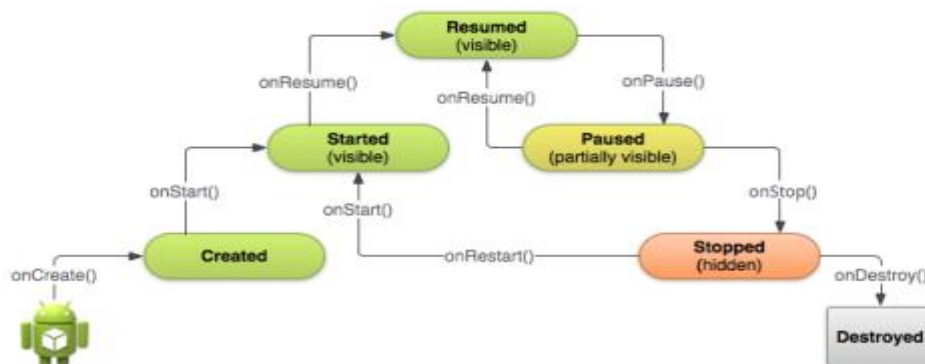 Resumed
(visible)
onResume()
onResume()
onPause()
Started
(visible)
Paused
(partially visible)
onStart()
onStart()
onStop()
onCreate()
Created
onRestart()
Stopped
(hidden)
onDestroy()
Destroyed